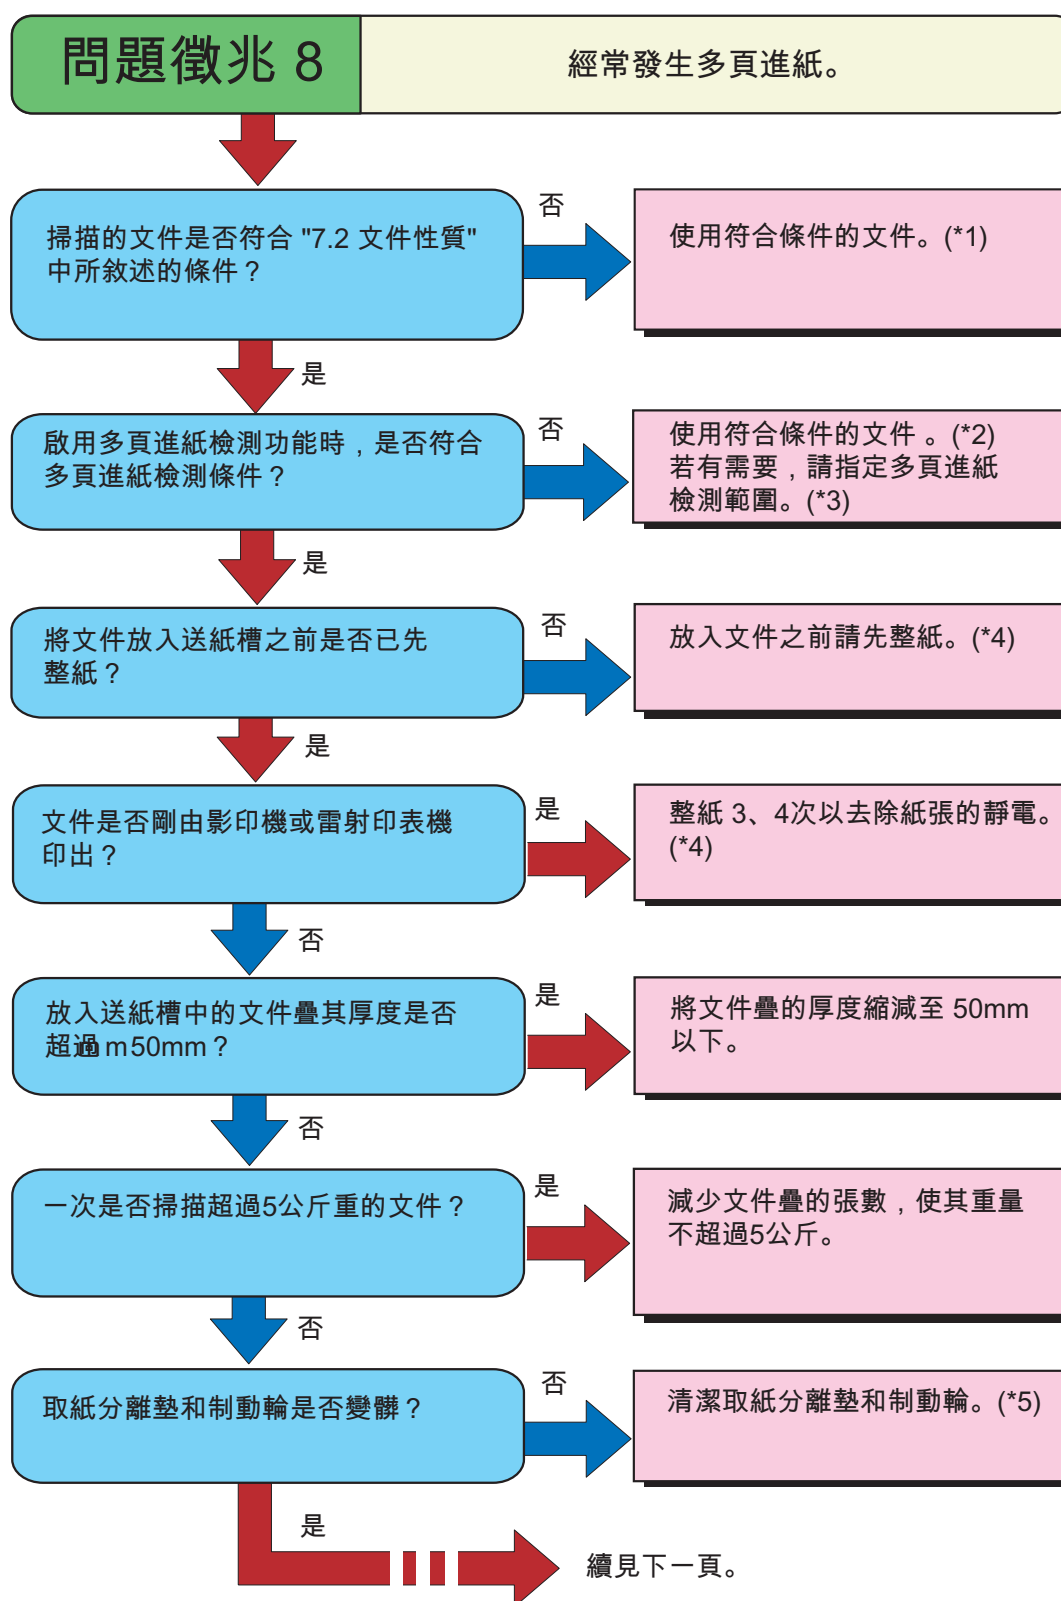 問題徵兆 8
經常發生多頁進紙。
掃描的文件是否符合 "7.2 文件性質"
中所敘述的條件？
否
使用符合條件的文件。(*1)
是
啟用多頁進紙檢測功能時，是否符合
多頁進紙檢測條件？
否
使用符合條件的文件 。(*2)
若有需要，請指定多頁進紙
檢測範圍。(*3)
是
將文件放入送紙槽之前是否已先
整紙？
否
放入文件之前請先整紙。(*4)
是
文件是否剛由影印機或雷射印表機
印出？
是
整紙 3、4次以去除紙張的靜電。
(*4)
否
放入送紙槽中的文件疊其厚度是否
超過 m50mm？
是
將文件疊的厚度縮減至 50mm
以下。
否
一次是否掃描超過5公斤重的文件？
是
減少文件疊的張數，使其重量
不超過5公斤。
否
取紙分離墊和制動輪是否變髒？
否
清潔取紙分離墊和制動輪。(*5)
是
續見下一頁。